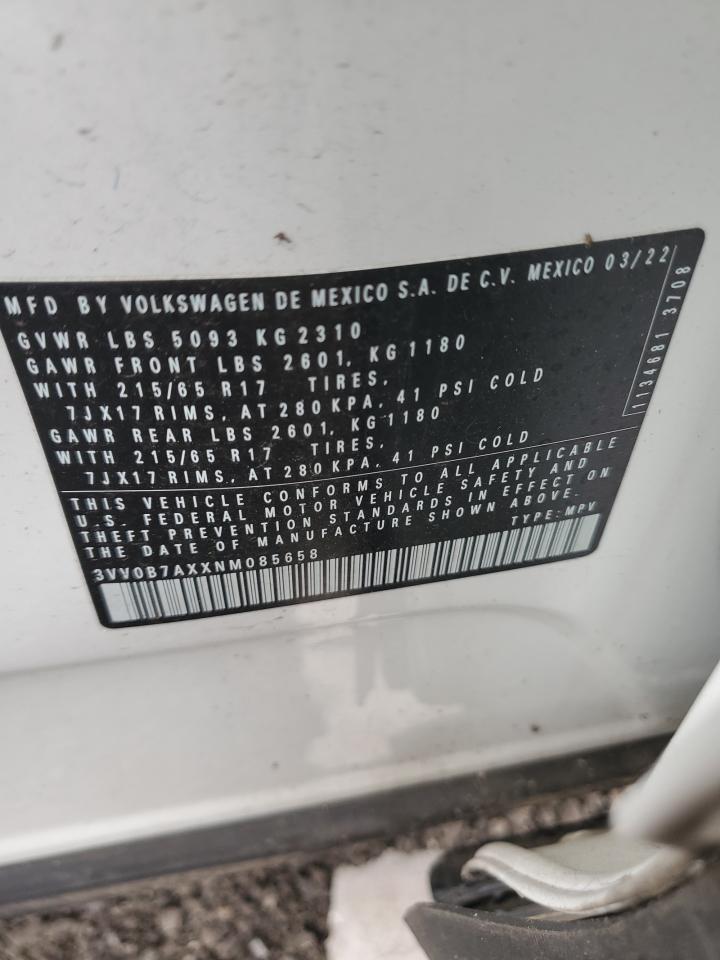 MFD BY VOLKSWAGEN DE MEXICO S.A. DE C.V. MEXICO 03/22
GVWR LBS 5093 KG 2310
GAWR FRONT LBS 2601, KG 1180
WITH 215/65 R17 TIRES,
7JX17 RIMS, AT 280 KPA, 41 PSI COLD
GAWR REAR LBS 2601, KG 1180
WITH 215/65 R17 TIRES,
7JX17 RIMS, AT 280 KPA, 41 PSI COLD
1134681 3708
THIS VEHICLE CONFORMS TO ALL APPLICABLE
U.S. FEDERAL MOTOR VEHICLE SAFETY AND
THEFT PREVENTION STANDARDS IN EFFECT ON
THE DATE OF MANUFACTURE SHOWN ABOVE.
3VV0B7AXXNM085658 TYPE: MPV